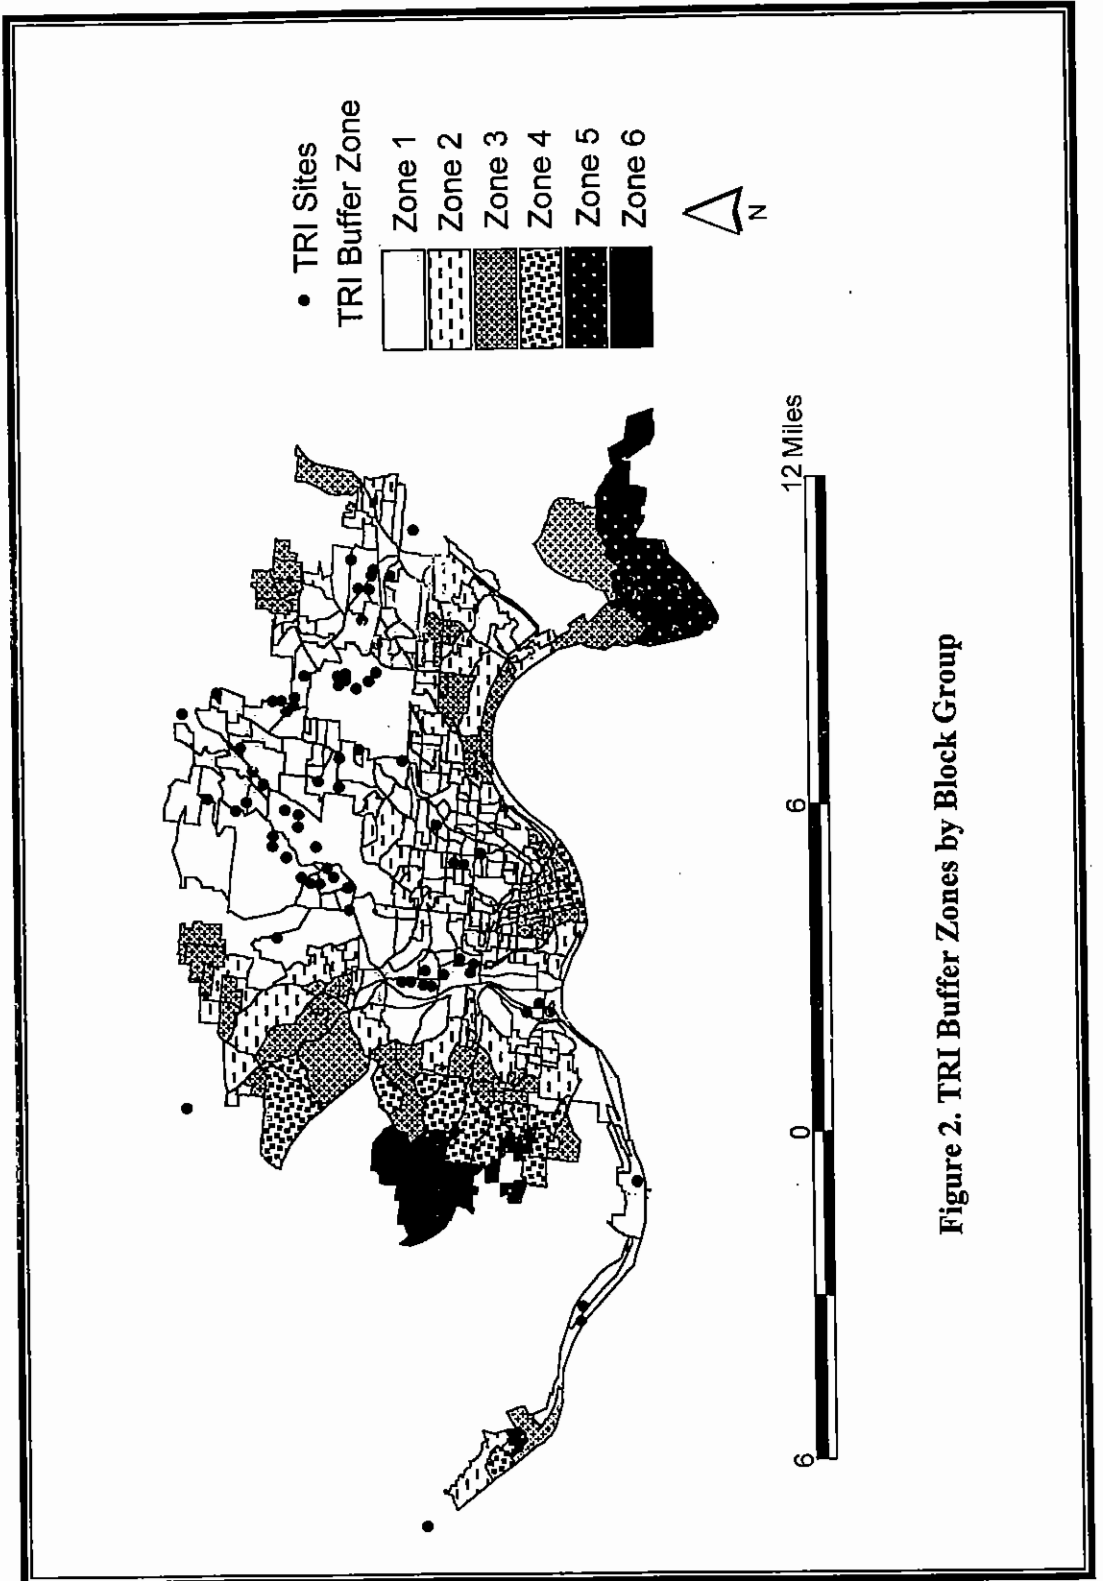 TRI Sites
TRI Buffer Zone
Zone 1
Zone 2
Zone 3
Zone 4
Zone 5
Zone 6
N
6 0 6 12 Miles
Figure 2. TRI Buffer Zones by Block Group